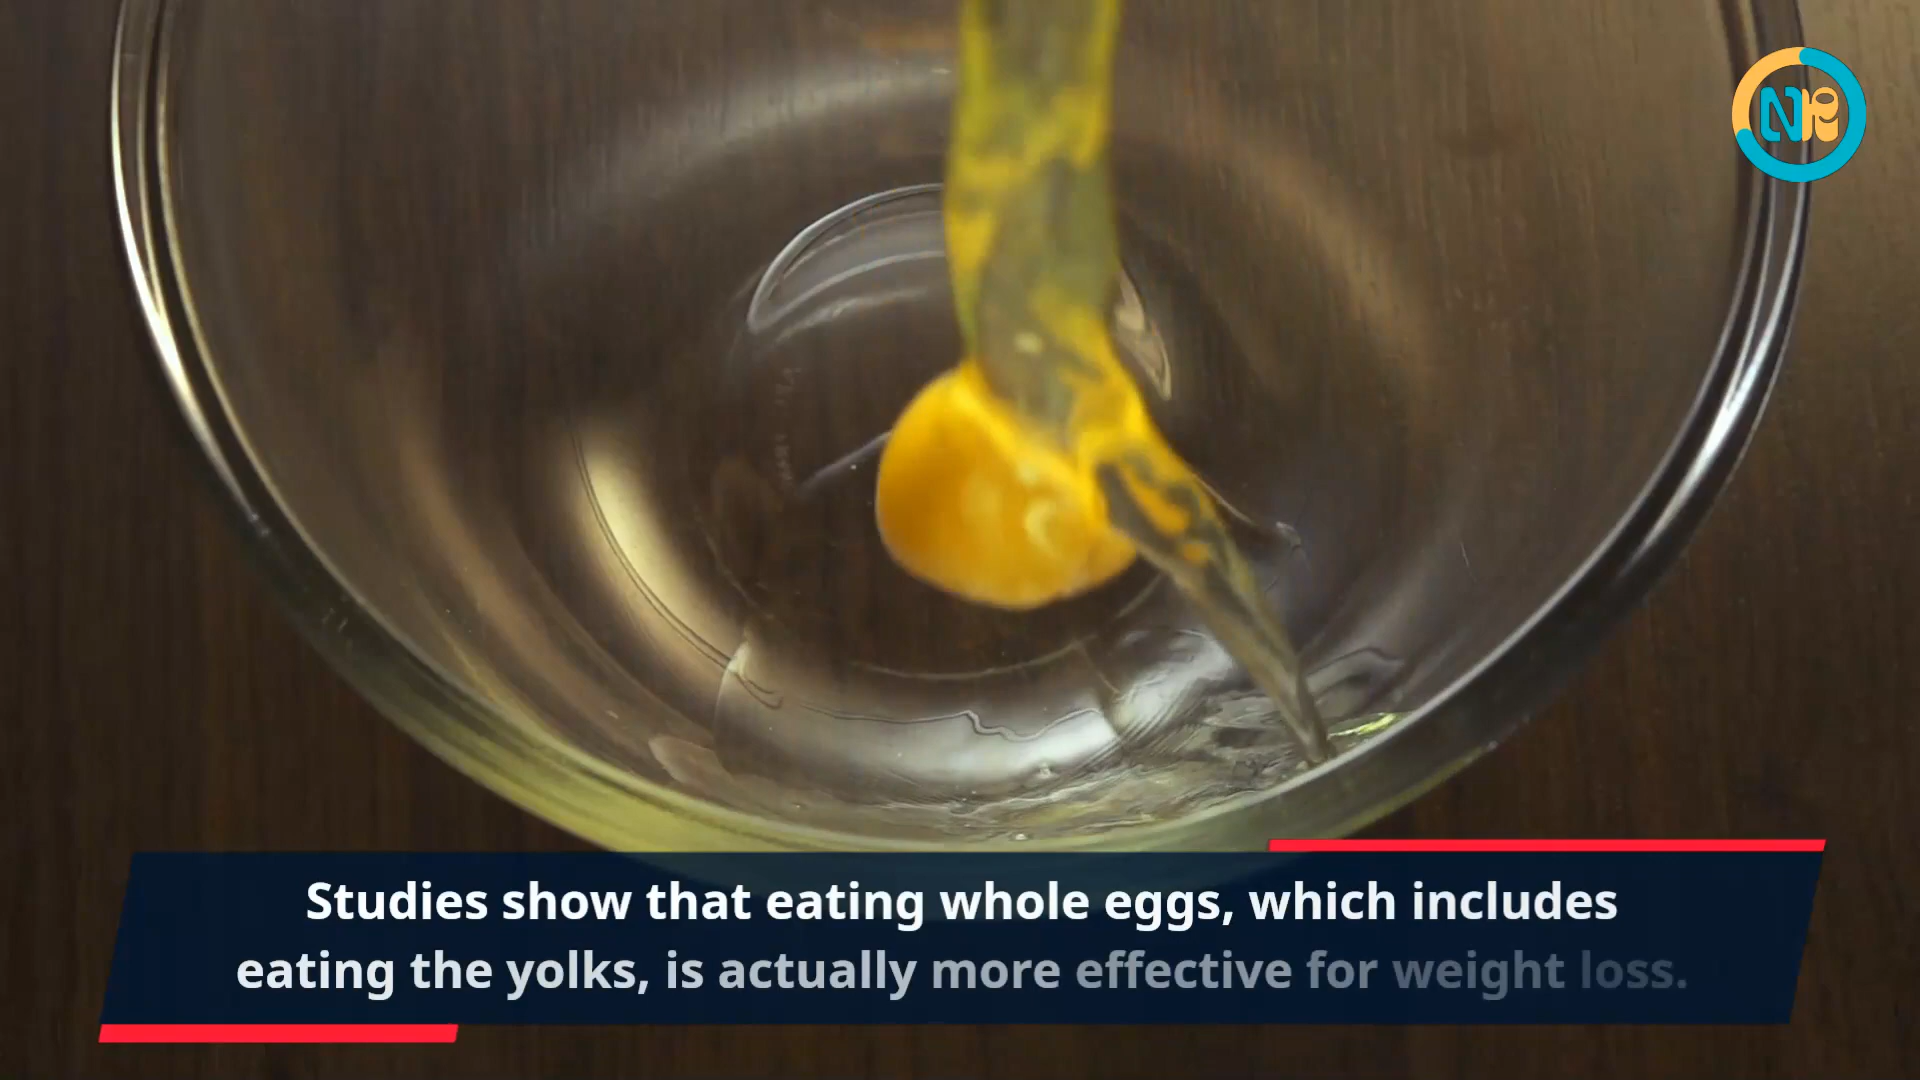 Studies show that eating whole eggs, which includes
eating the yolks, is actually more effective for weight loss.